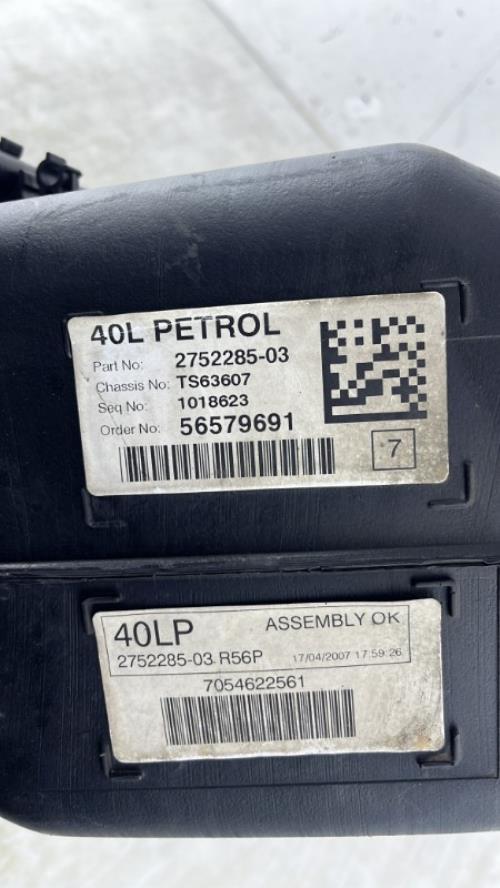 40L PETROL
Part No: 2752285-03
Chassis No: TS63607
Seq No: 1018623
Order No: 56579691
7
40LP ASSEMBLY OK
2752285-03 R56P 17/04/2007 17:59:26
7054622561